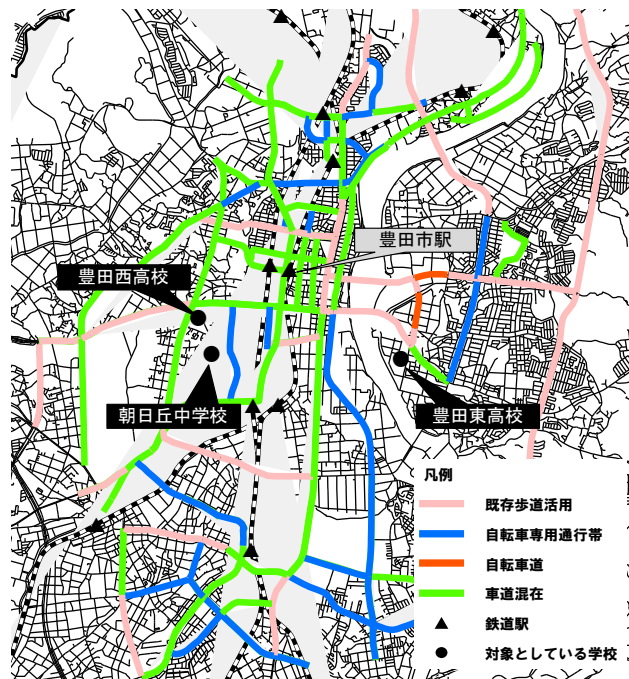 豊田市駅
豊田西高校
朝日丘中学校
豊田東高校
凡例
既存歩道活用
自転車専用通行帯
自転車道
車道混在
鉄道駅
対象としている学校